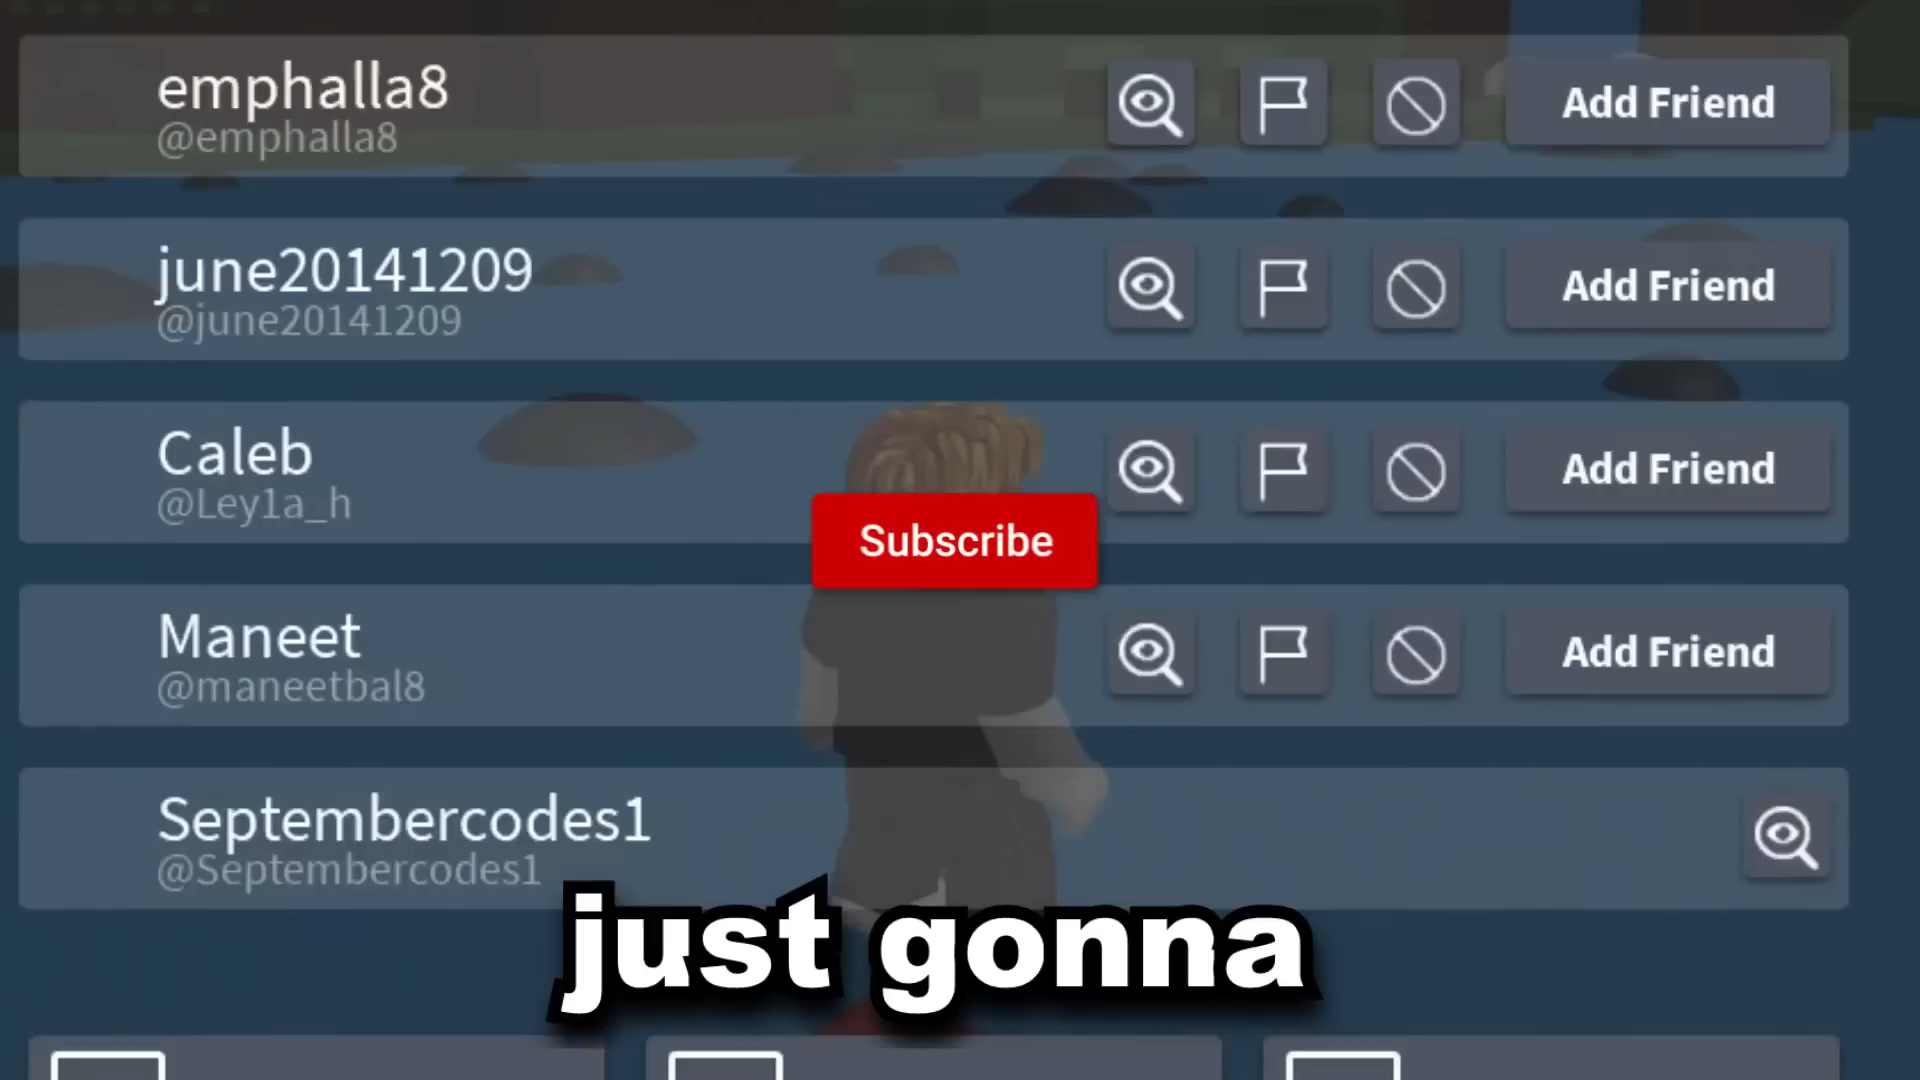 emphalla8
@emphalla8
Add Friend
june20141209
@june20141209
Add Friend
Caleb
@Ley1a_h
Add Friend
Subscribe
Maneet
@maneetbal8
Add Friend
Septembercodes1
@Septembercodes1
just gonna